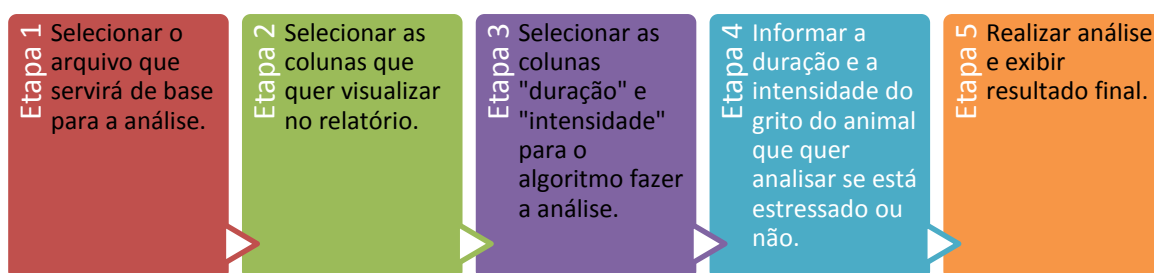 Etapa 1
Selecionar o
arquivo que
servirá de base
para a análise.
Etapa 2
Selecionar as
colunas que
quer visualizar
no relatório.
Etapa 3
Selecionar as
colunas
"duração" e
"intensidade"
para o
algoritmo fazer
a análise.
Etapa 4
Informar a
duração e a
intensidade do
grito do animal
que quer
analisar se está
estressado ou
não.
Etapa 5
Realizar análise
e exibir
resultado final.